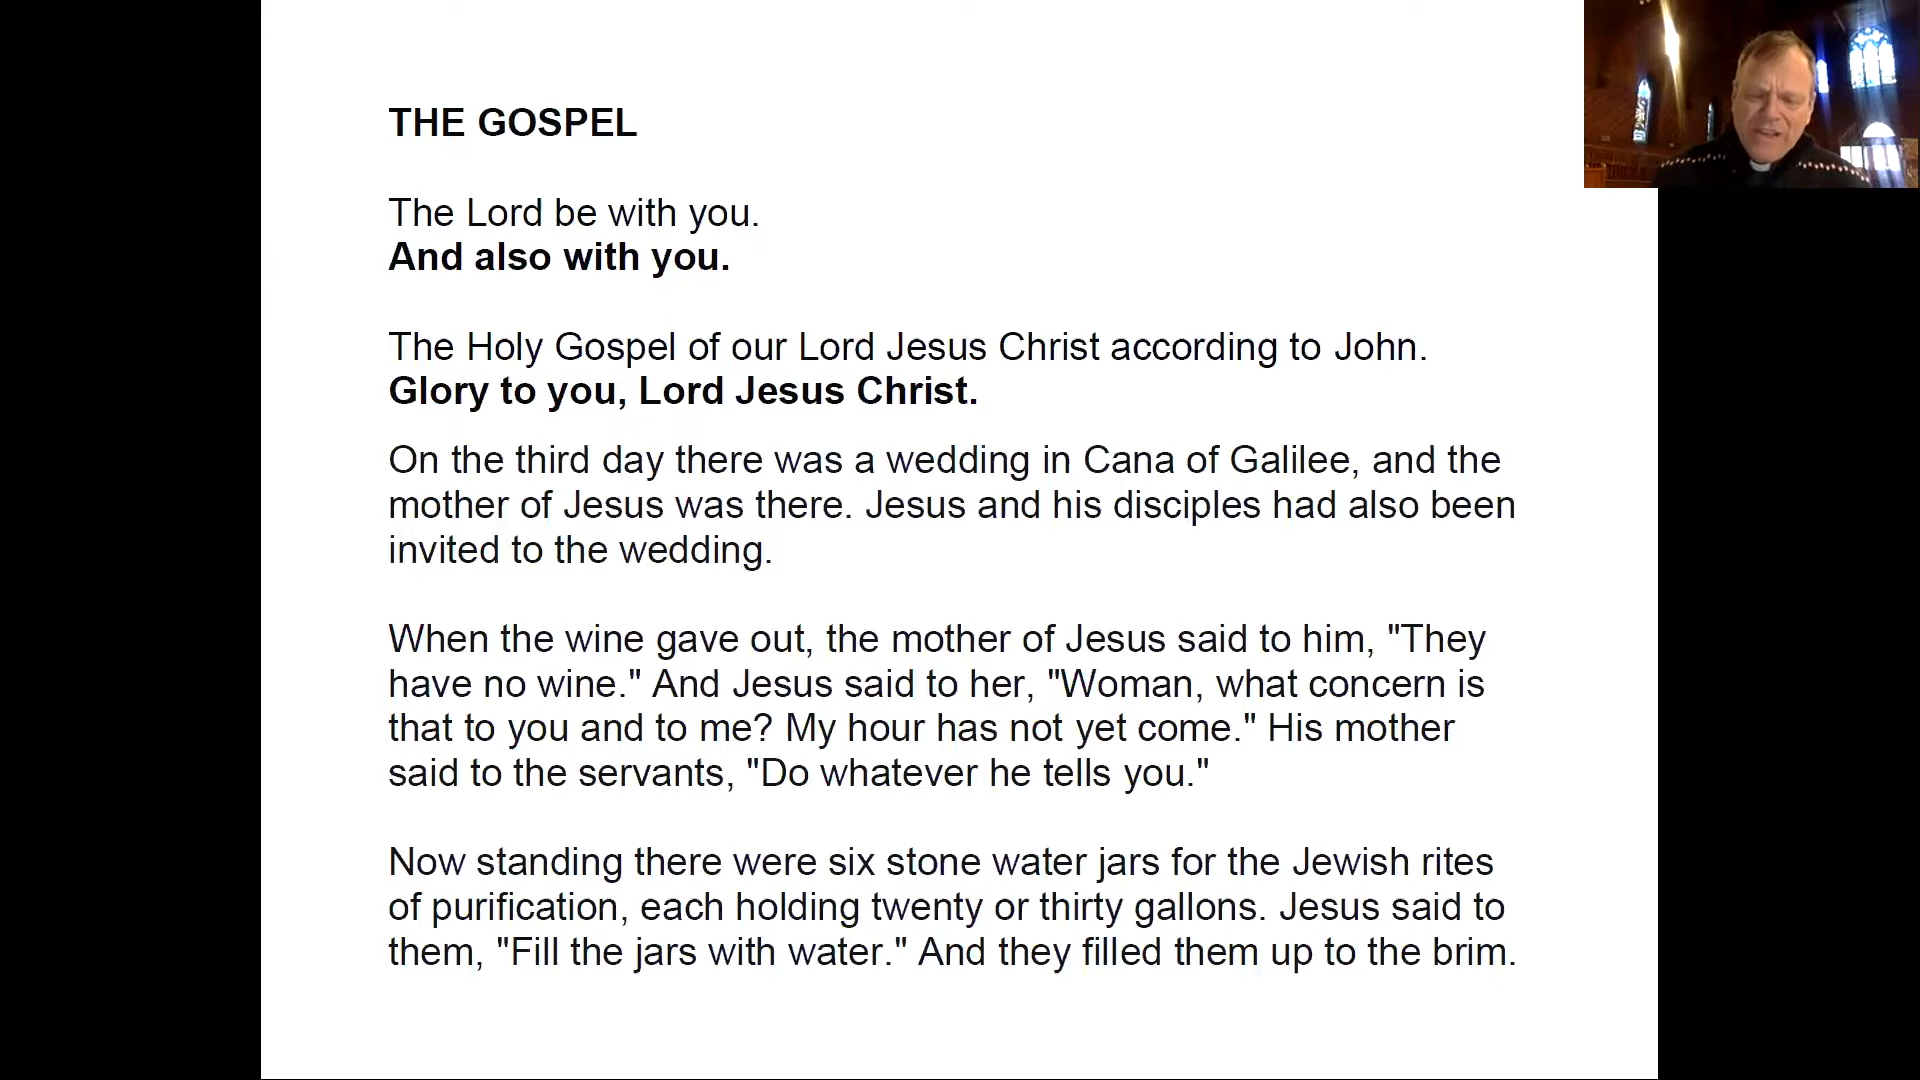 THE GOSPEL
The Lord be with you.
And also with you.
The Holy Gospel of our Lord Jesus Christ according to John.
Glory to you, Lord Jesus Christ.
On the third day there was a wedding in Cana of Galilee, and the
mother of Jesus was there. Jesus and his disciples had also been
invited to the wedding.
When the wine gave out, the mother of Jesus said to him, "They
have no wine." And Jesus said to her, "Woman, what concern is
that to you and to me? My hour has not yet come." His mother
said to the servants, "Do whatever he tells you."
Now standing there were six stone water jars for the Jewish rites
of purification, each holding twenty or thirty gallons. Jesus said to
them, "Fill the jars with water." And they filled them up to the brim.